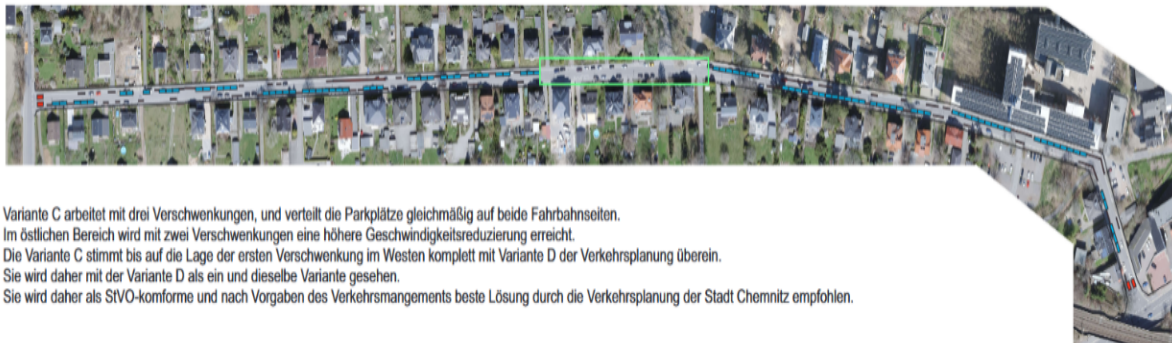 Variante C arbeitet mit drei Verschwenkungen, und verteilt die Parkplätze gleichmäßig auf beide Fahrbahnseiten.
Im östlichen Bereich wird mit zwei Verschwenkungen eine höhere Geschwindigkeitsreduzierung erreicht.
Die Variante C stimmt bis auf die Lage der ersten Verschwenkung im Westen komplett mit Variante D der Verkehrsplanung überein.
Sie wird daher mit der Variante D als ein und dieselbe Variante gesehen.
Sie wird daher als StVO-komforme und nach Vorgaben des Verkehrsmangements beste Lösung durch die Verkehrsplanung der Stadt Chemnitz empfohlen.